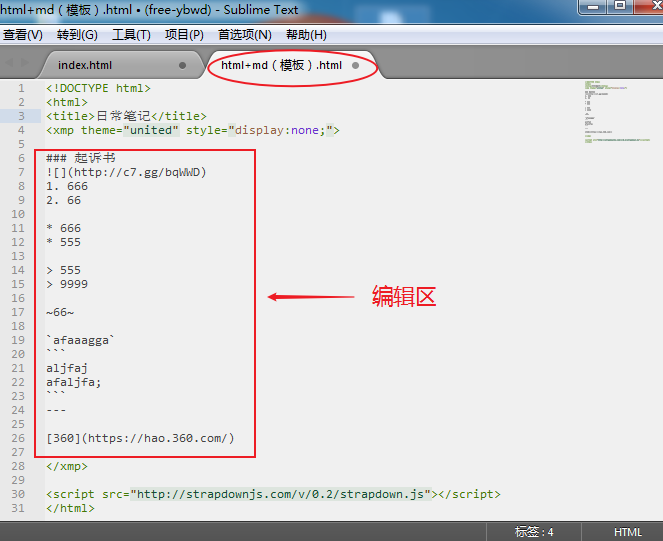 html+md（模板）.html • (free-ybwd) - Sublime Text
查看(V) 转到(G) 工具(T) 项目(P) 首选项(N) 帮助(H)
index.html • html+md（模板）.html •
1 <!DOCTYPE html>
2 <html>
3 <title>日常笔记</title>
4 <xmp theme="united" style="display:none;">
5
6 ### 起诉书
7 ![](http://c7.gg/bqWWD)
8 1. 666
9 2. 66
10
11 * 666
12 * 555
13
14 > 555
15 > 9999
16
17 ~66~
18
19 `afaaagga`
20 ```
21 aljfaj
22 afaljfa;
23 ```
24 ---
25
26 [360](https://hao.360.com/)
27
28 </xmp>
29
30 <script src="http://strapdownjs.com/v/0.2/strapdown.js"></script>
31 </html>
编辑区
标签: 4 HTML